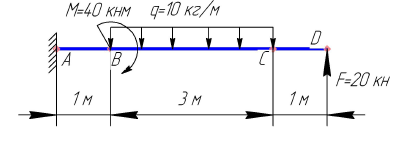 M=40 кнм q=10 кг/м
A B C D
F=20 кн
1 м 3 м 1 м